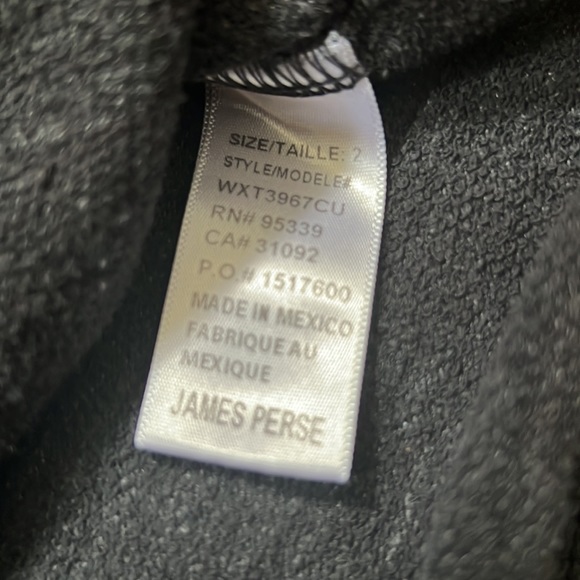 SIZE/TAILLE: 2
STYLE/MODELE#
WXT3967CU
RN# 95339
CA# 31092
P.O.# 1517600
MADE IN MEXICO
FABRIQUE AU
MEXIQUE
JAMES PERSE